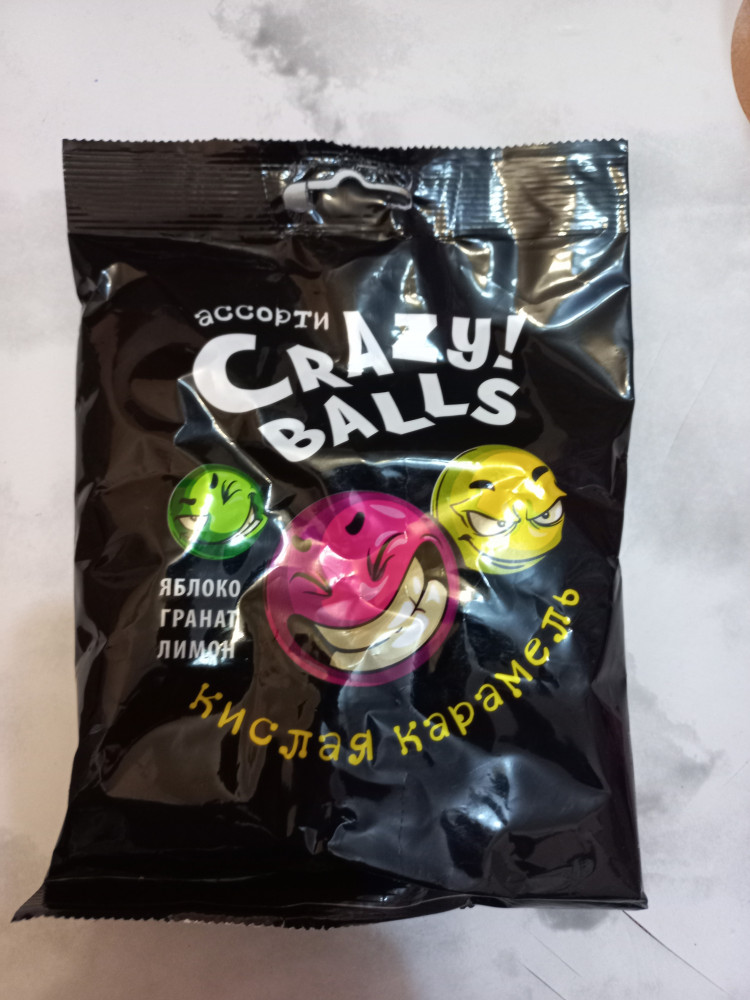 ассорти
CRAZY!
BALLS
ЯБЛОКО
ГРАНАТ
ЛИМОН
кислая карамель